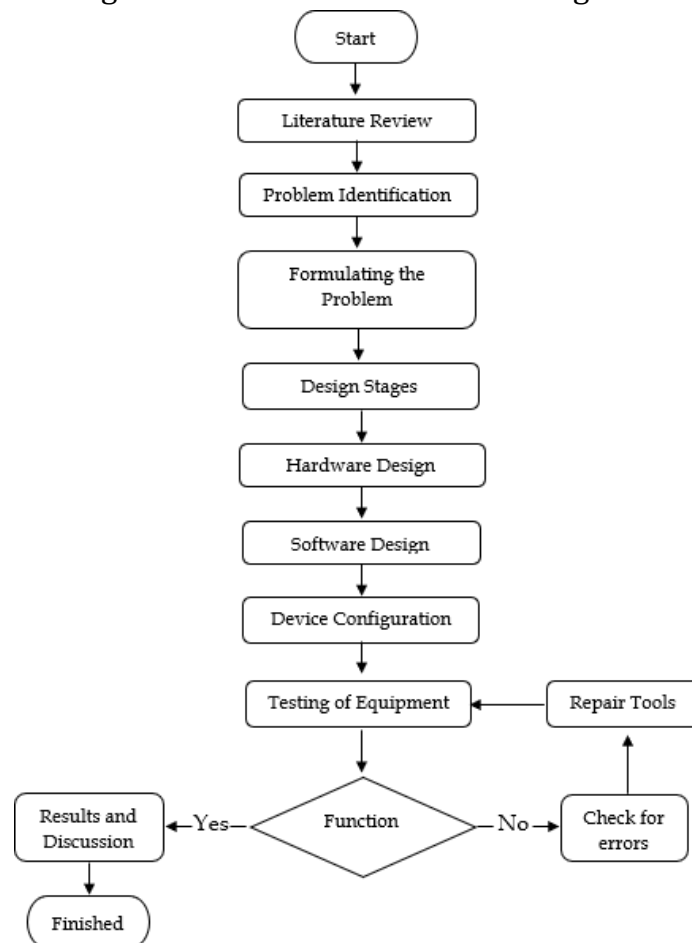 Start
Literature Review
Problem Identification
Formulating the
Problem
Design Stages
Hardware Design
Software Design
Device Configuration
Testing of Equipment
Repair Tools
Function
Yes
No
Results and
Discussion
Check for
errors
Finished